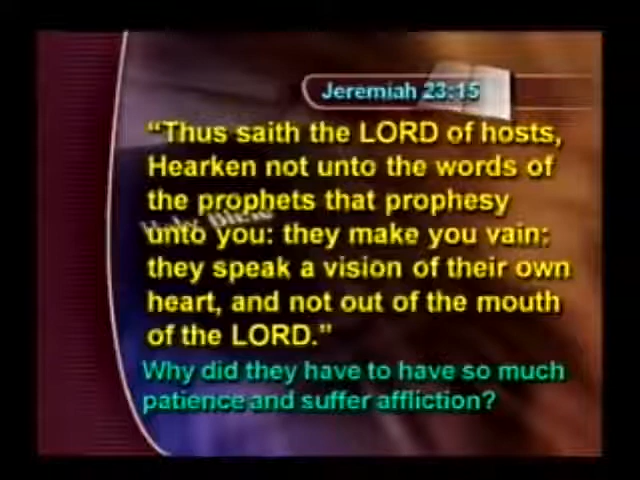 Jeremiah 23:15
“Thus saith the LORD of hosts,
Hearken not unto the words of
the prophets that prophesy
Holy Bible
unto you: they make you vain:
they speak a vision of their own
heart, and not out of the mouth
of the LORD.”
Why did they have to have so much
patience and suffer affliction?